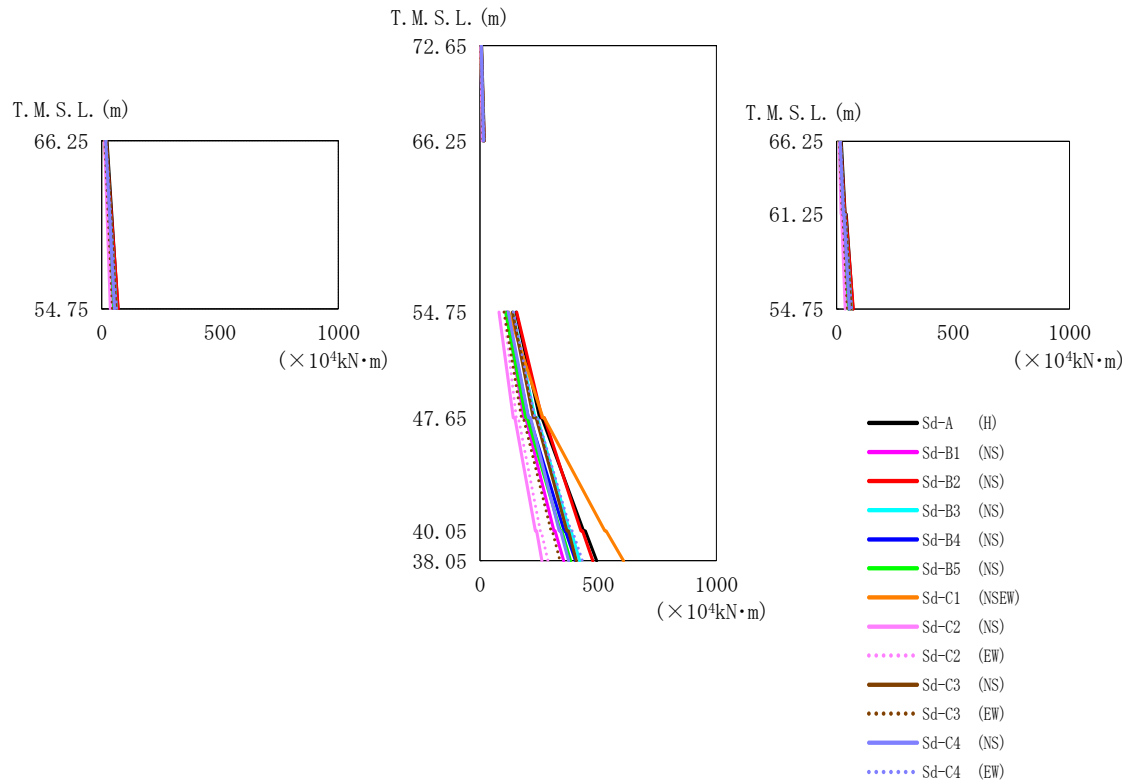 T.M.S.L.(m)
66.25
54.75
0 500 1000
(×10⁴kN・m)
T.M.S.L.(m)
72.65
66.25
54.75
47.65
40.05
38.05
0 500 1000
(×10⁴kN・m)
T.M.S.L.(m)
66.25
61.25
54.75
0 500 1000
(×10⁴kN・m)
Sd-A (H)
Sd-B1 (NS)
Sd-B2 (NS)
Sd-B3 (NS)
Sd-B4 (NS)
Sd-B5 (NS)
Sd-C1 (NSEW)
Sd-C2 (NS)
Sd-C2 (EW)
Sd-C3 (NS)
Sd-C3 (EW)
Sd-C4 (NS)
Sd-C4 (EW)